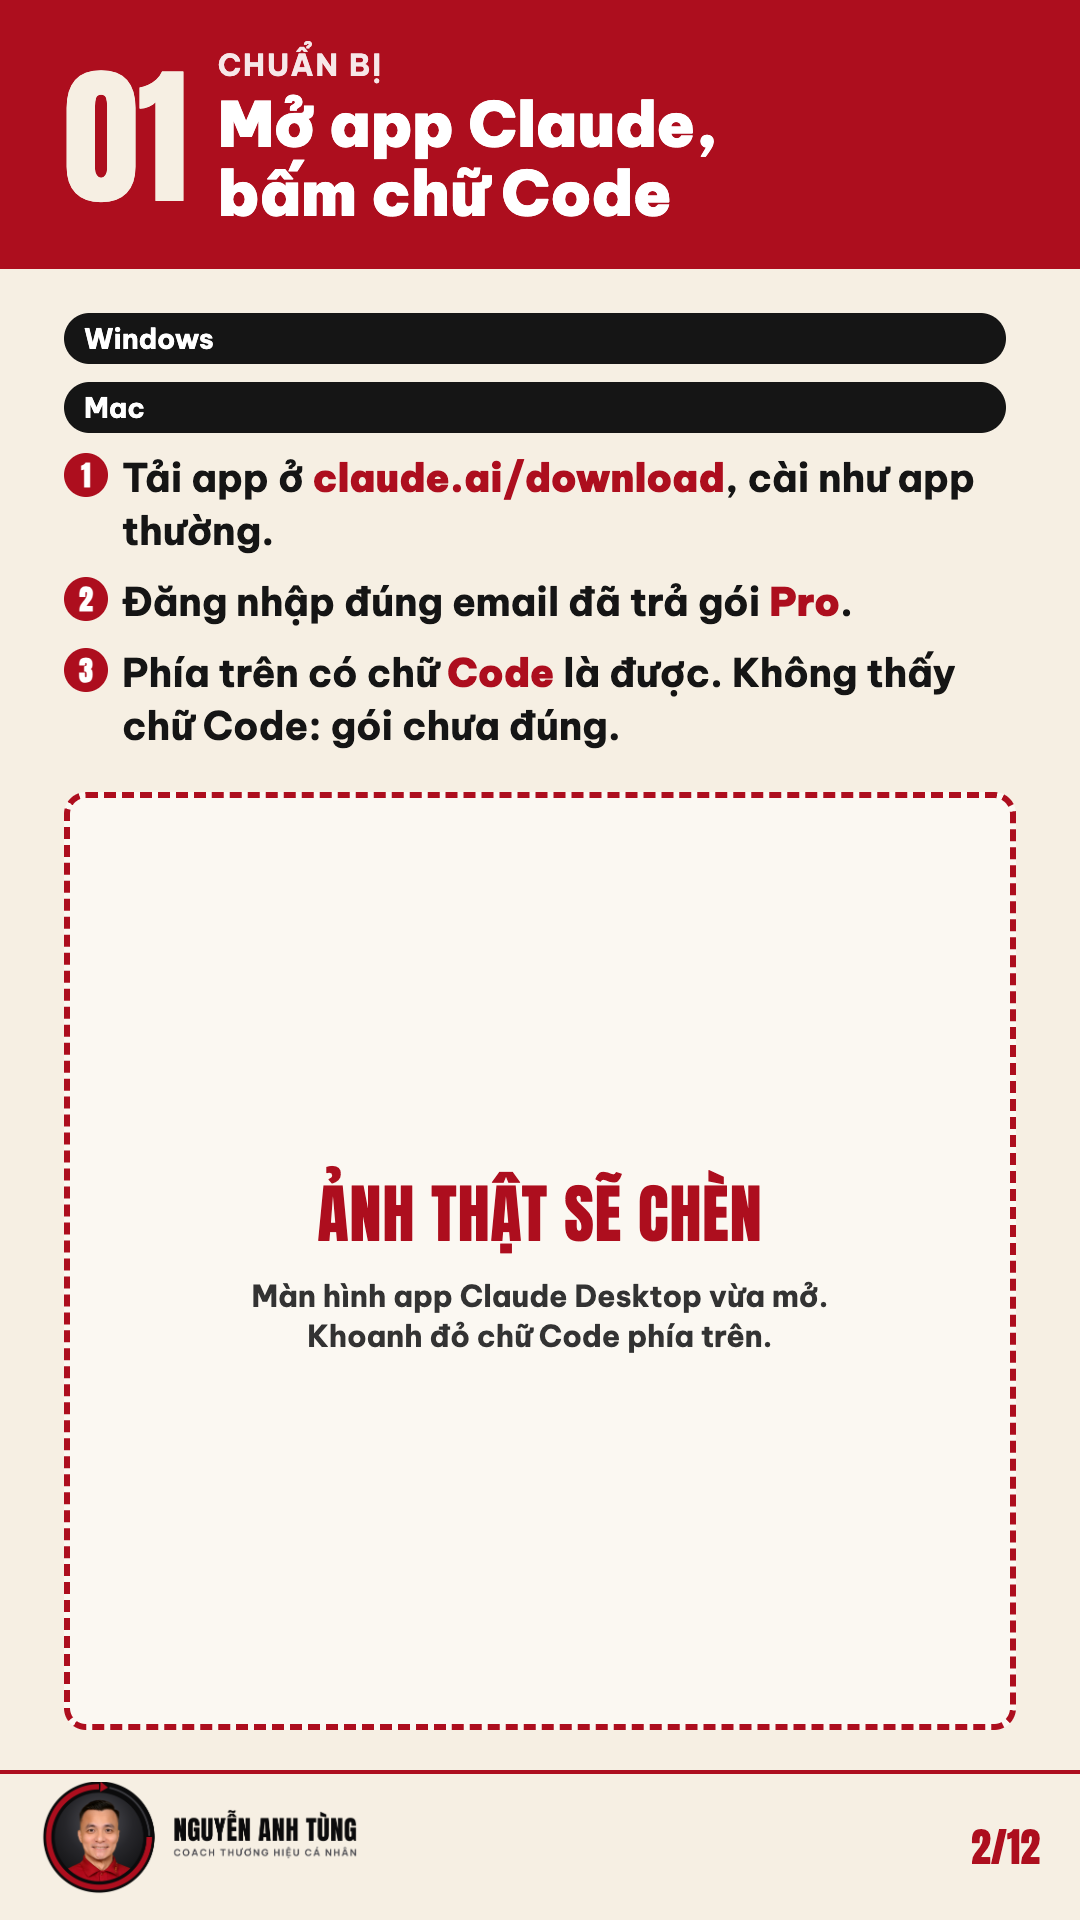 01
CHUẨN BỊ
Mở app Claude,
bấm chữ Code
Windows
Mac
1 Tải app ở claude.ai/download, cài như app
thường.
2 Đăng nhập đúng email đã trả gói Pro.
3 Phía trên có chữ Code là được. Không thấy
chữ Code: gói chưa đúng.
ẢNH THẬT SẼ CHÈN
Màn hình app Claude Desktop vừa mở.
Khoanh đỏ chữ Code phía trên.
NGUYỄN ANH TÙNG
COACH THƯƠNG HIỆU CÁ NHÂN
2/12